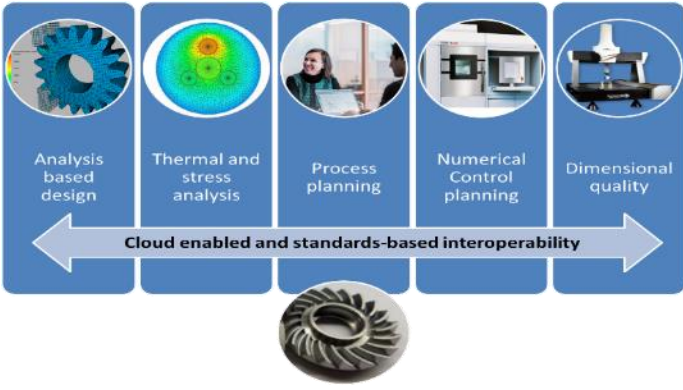 Analysis
based
design
Thermal and
stress
analysis
Process
planning
Numerical
Control
planning
Dimensional
quality
Cloud enabled and standards-based interoperability